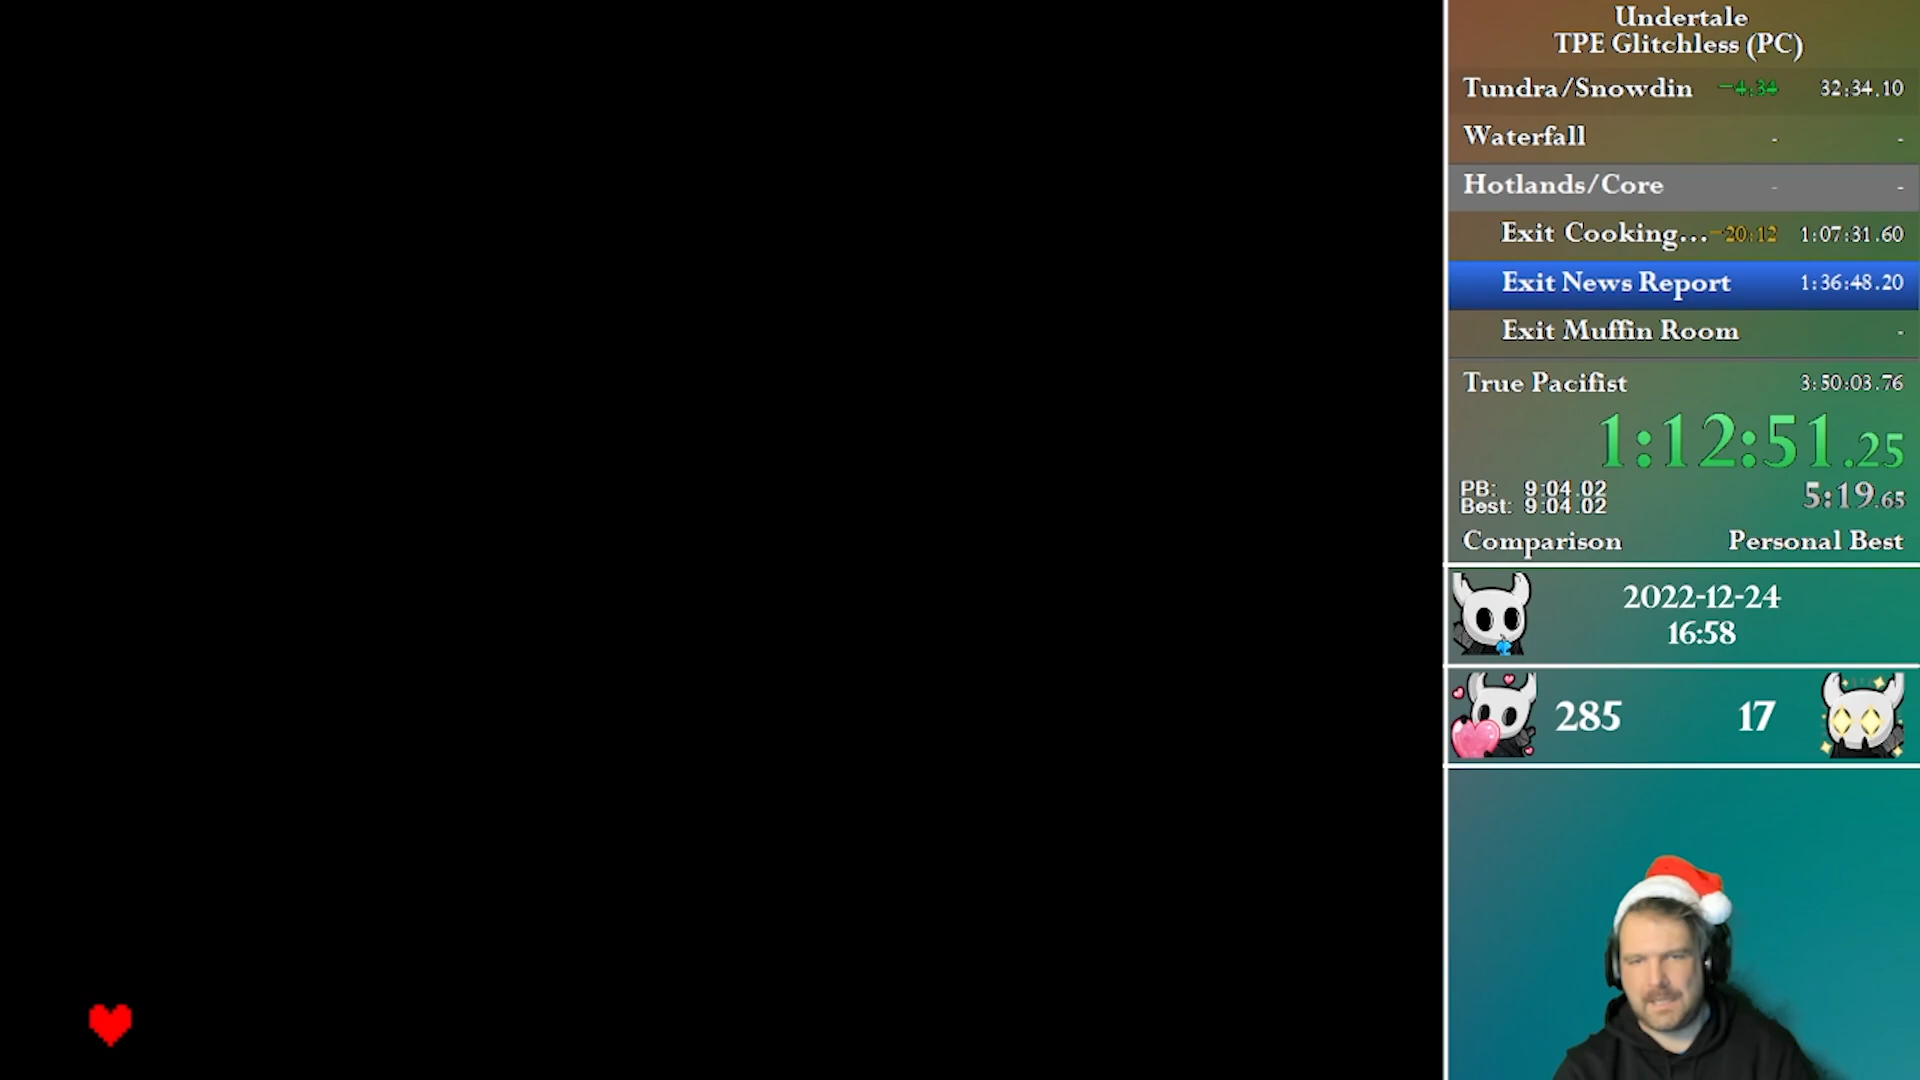 Undertale
TPE Glitchless (PC)
Tundra/Snowdin -4:34 32:34.10
Waterfall - -
Hotlands/Core - -
Exit Cooking... -20:12 1:07:31.60
Exit News Report 1:36:48.20
Exit Muffin Room -
True Pacifist 3:50:03.76
1:12:51.25
PB: 9:04.02
Best: 9:04.02
5:19.65
Comparison Personal Best
2022-12-24
16:58
285 17